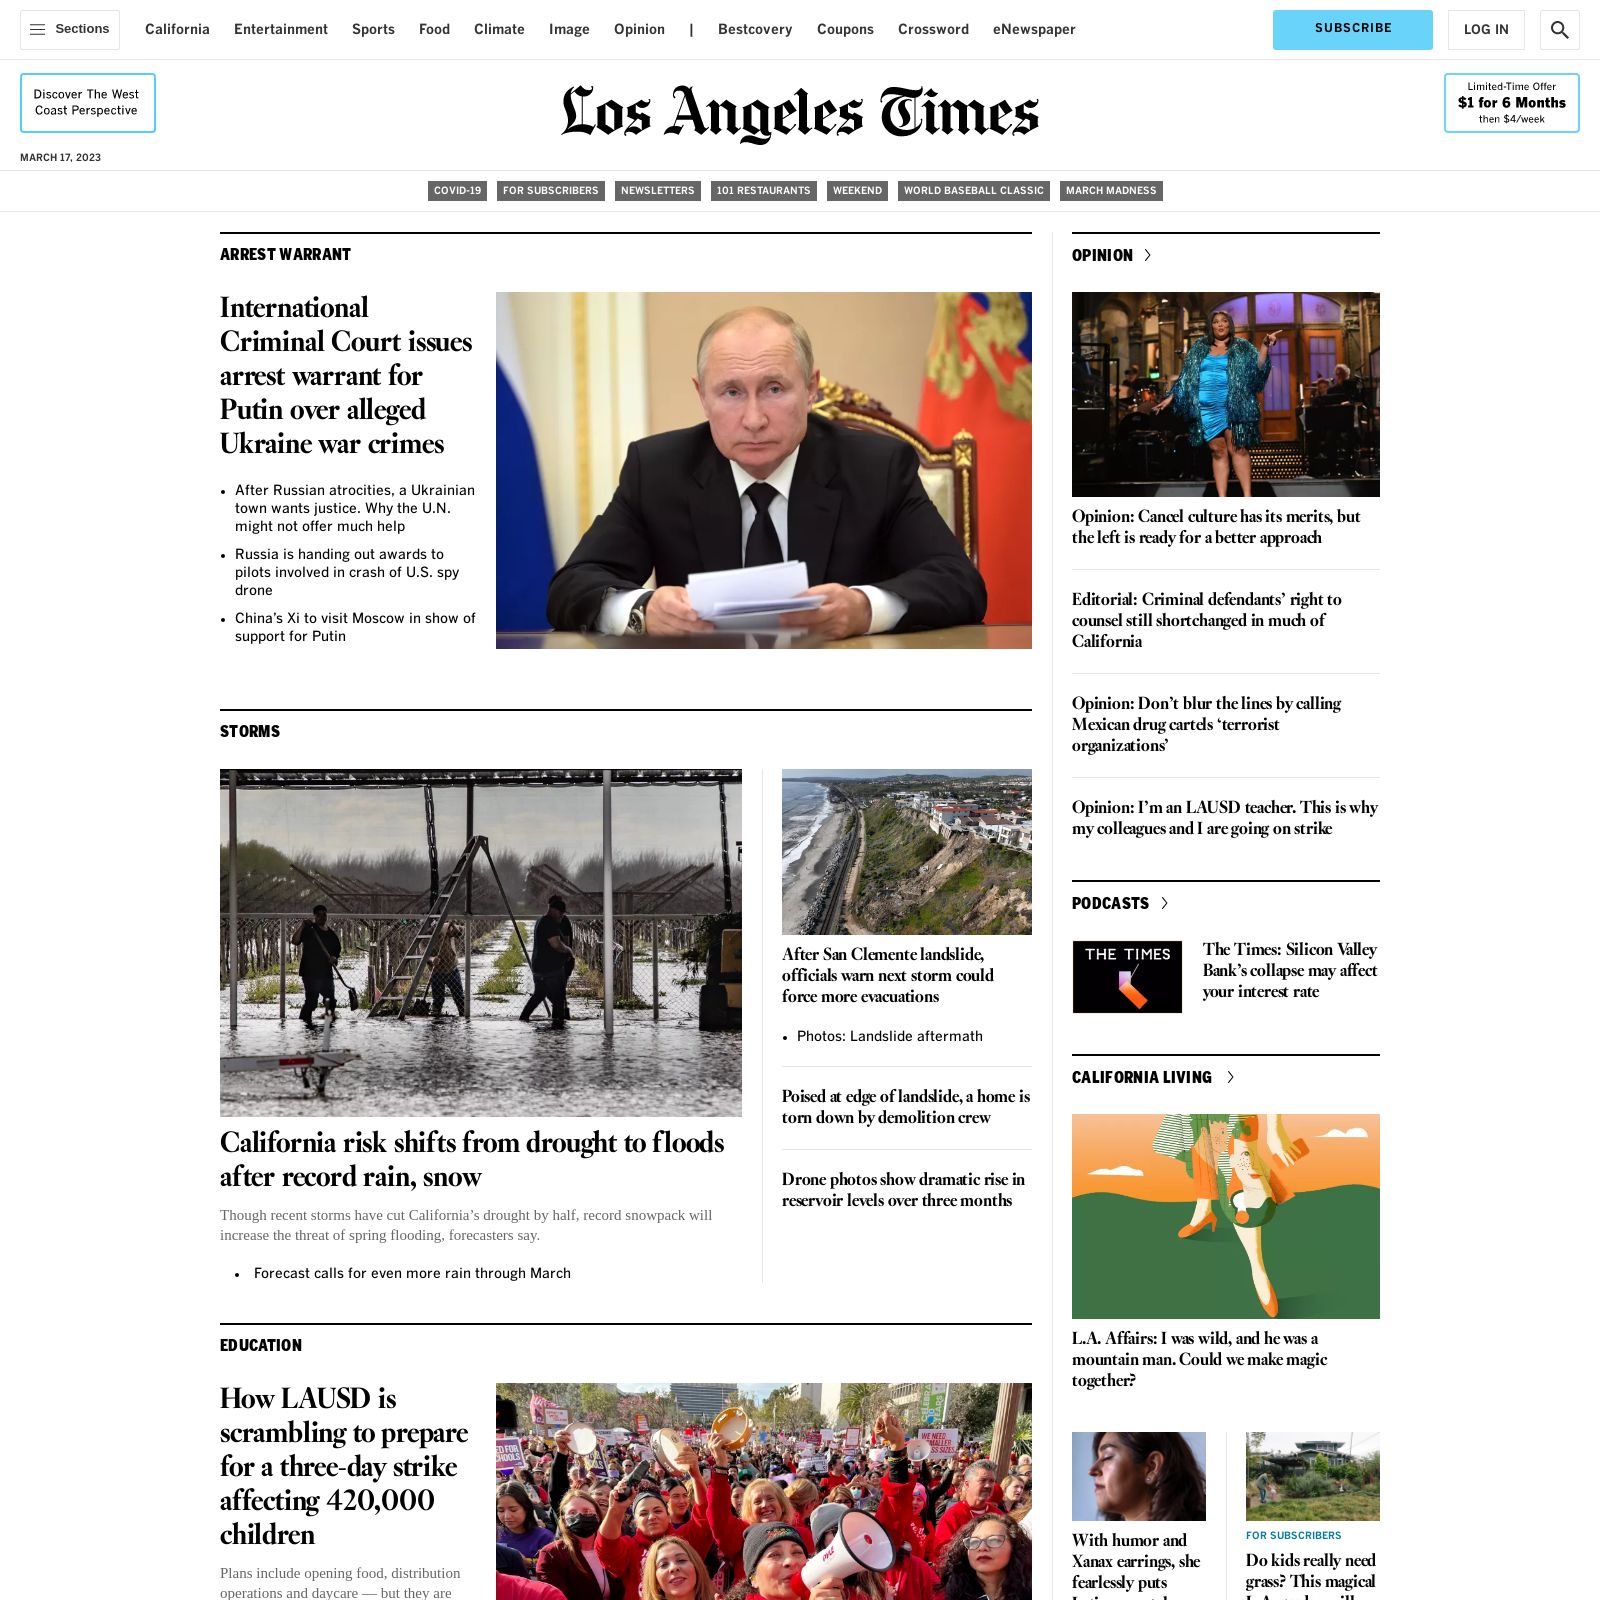 Sections
California
Entertainment
Sports
Food
Climate
Image
Opinion
|
Bestcovery
Coupons
Crossword
eNewspaper
SUBSCRIBE
LOG IN
Discover The West
Coast Perspective
Los Angeles Times
Limited-Time Offer
$1 for 6 Months
then $4/week
MARCH 17, 2023
COVID-19
FOR SUBSCRIBERS
NEWSLETTERS
101 RESTAURANTS
WEEKEND
WORLD BASEBALL CLASSIC
MARCH MADNESS
ARREST WARRANT
International
Criminal Court issues
arrest warrant for
Putin over alleged
Ukraine war crimes
• After Russian atrocities, a Ukrainian
town wants justice. Why the U.N.
might not offer much help
• Russia is handing out awards to
pilots involved in crash of U.S. spy
drone
• China’s Xi to visit Moscow in show of
support for Putin
STORMS
California risk shifts from drought to floods
after record rain, snow
Though recent storms have cut California’s drought by half, record snowpack will
increase the threat of spring flooding, forecasters say.
• Forecast calls for even more rain through March
After San Clemente landslide,
officials warn next storm could
force more evacuations
• Photos: Landslide aftermath
Poised at edge of landslide, a home is
torn down by demolition crew
Drone photos show dramatic rise in
reservoir levels over three months
EDUCATION
How LAUSD is
scrambling to prepare
for a three-day strike
affecting 420,000
children
Plans include opening food, distribution
operations and daycare — but they are
WE NEED
OPINION
Opinion: Cancel culture has its merits, but
the left is ready for a better approach
Editorial: Criminal defendants’ right to
counsel still shortchanged in much of
California
Opinion: Don’t blur the lines by calling
Mexican drug cartels ‘terrorist
organizations’
Opinion: I’m an LAUSD teacher. This is why
my colleagues and I are going on strike
PODCASTS
THE TIMES
The Times: Silicon Valley
Bank’s collapse may affect
your interest rate
CALIFORNIA LIVING
L.A. Affairs: I was wild, and he was a
mountain man. Could we make magic
together?
With humor and
Xanax earrings, she
fearlessly puts
FOR SUBSCRIBERS
Do kids really need
grass? This magical